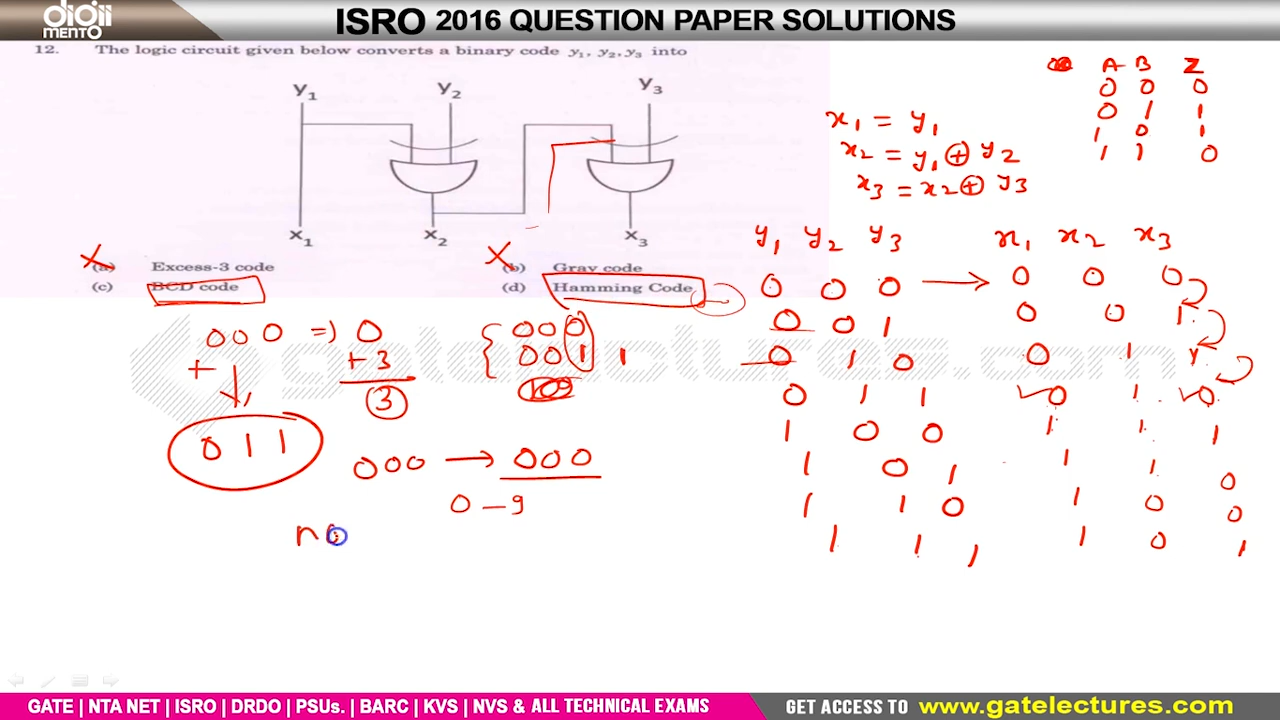 digii
mento
ISRO 2016 QUESTION PAPER SOLUTIONS
12. The logic circuit given below converts a binary code y1, y2, y3 into
Y1 Y2 Y3
X1 X2 X3
(a) Excess-3 code (b) Gray code
(c) BCD code (d) Hamming Code
A B Z
0 0 0
0 1 1
1 0 1
1 1 0
x1 = y1
x2 = y1 ⊕ y2
x3 = x2 ⊕ y3
y1 y2 y3 x1 x2 x3
0 0 0 → 0 0 0
0 0 1 0 0 1
0 1 0 0 1 1
0 1 1 0 1 0
1 0 0 1 1 1
1 0 1 1 1 0
1 1 0 1 0 0
1 1 1 1 0 1
000 ⇒ 0
+ +3
3
011
000
001 1
000 → 000
0 – 9
gatelectures.com
GATE | NTA NET | ISRO | DRDO | PSUs. | BARC | KVS | NVS & ALL TECHNICAL EXAMS
GET ACCESS TO www.gatelectures.com